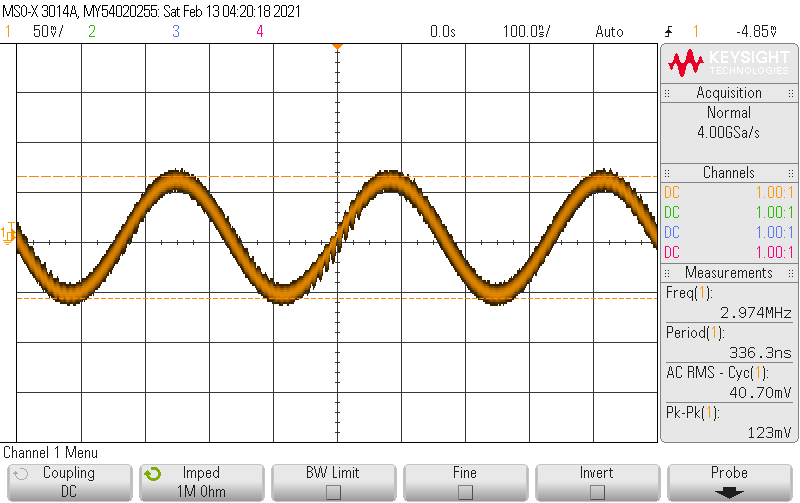 MSO-X 3014A, MY54020255: Sat Feb 13 04:20:18 2021
1 50mV/ 2 3 4 0.0s 100.0ns/ Auto 1 -4.85mV
KEYSIGHT
TECHNOLOGIES
Acquisition
Normal
4.00GSa/s
Channels
DC 1.00:1
DC 1.00:1
DC 1.00:1
DC 1.00:1
Measurements
Freq(1):
2.974MHz
Period(1):
336.3ns
AC RMS - Cyc(1):
40.70mV
Pk-Pk(1):
123mV
1
Channel 1 Menu
Coupling Imped BW Limit Fine Invert Probe
DC 1M Ohm